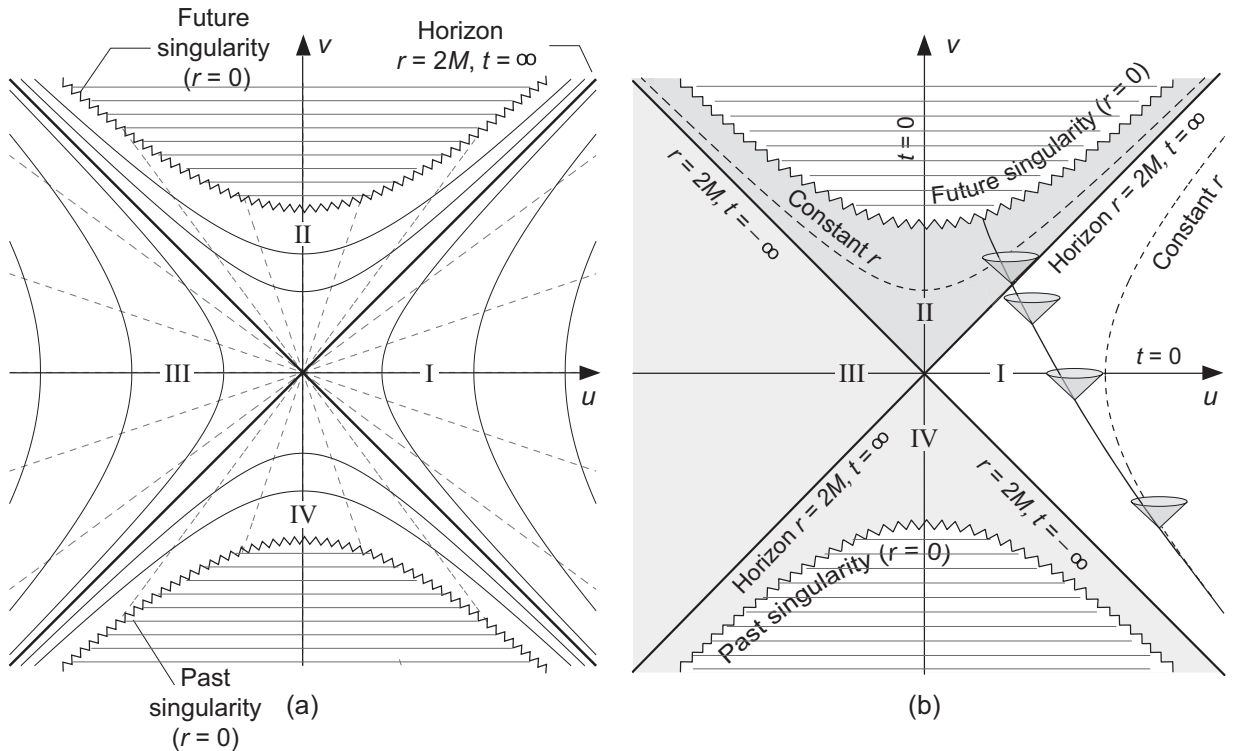 Future
singularity
(r = 0)
v
Horizon
r = 2M, t = ∞
II
III
I
u
IV
Past
singularity
(r = 0)
(a)
v
t = 0
Future singularity (r = 0)
r = 2M, t = – ∞
Constant r
Horizon r = 2M, t = ∞
Constant r
II
t = 0
III
I
u
IV
Horizon r = 2M, t = ∞
r = 2M, t = – ∞
Past singularity (r = 0)
(b)